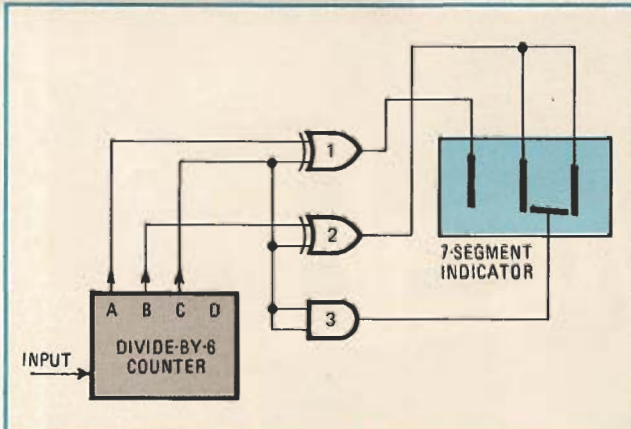 1
2
3
7-SEGMENT
INDICATOR
A B C D
DIVIDE-BY-6
COUNTER
INPUT